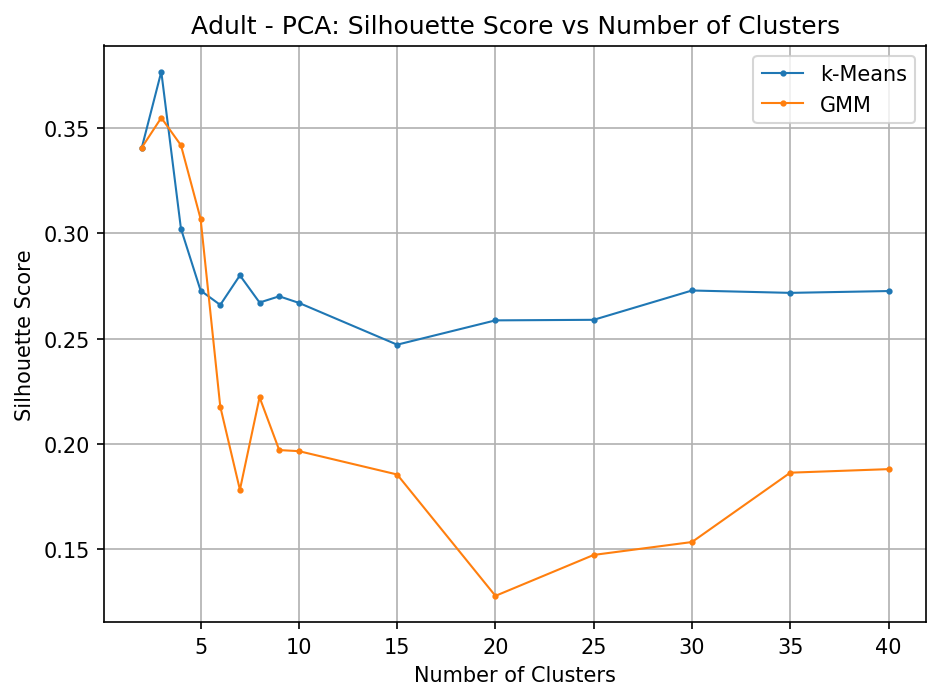 Adult - PCA: Silhouette Score vs Number of Clusters
k-Means
GMM
Silhouette Score
0.35
0.30
0.25
0.20
0.15
5 10 15 20 25 30 35 40
Number of Clusters